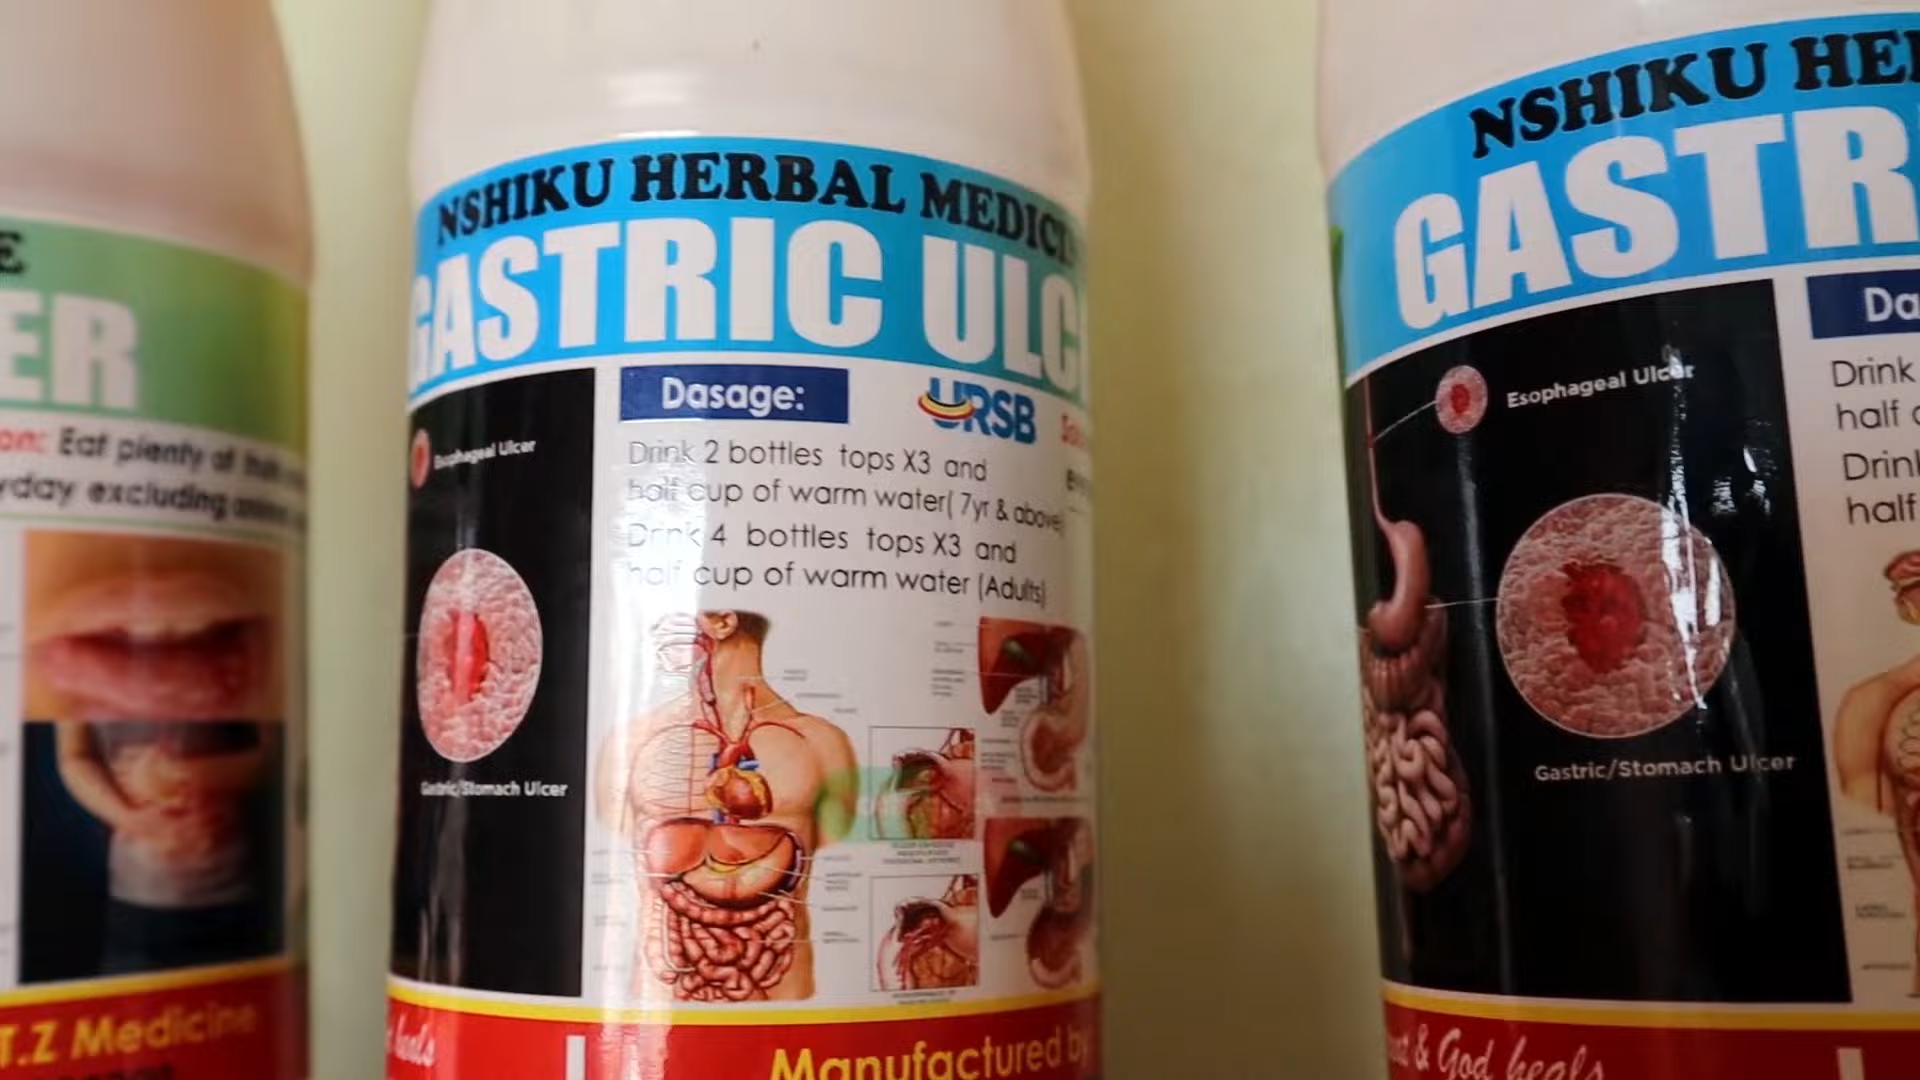 E
ER
on: Eat plenty of
yday excluding
T.Z Medicine
NSHIKU HERBAL MEDICI
GASTRIC ULC
Dasage:
URSB
Drink 2 bottles tops X3 and
half cup of warm water( 7yr & above)
Drink 4 bottles tops X3 and
half cup of warm water (Adults)
Esophageal Ulcer
Gastric/Stomach Ulcer
heals
Manufactured by
NSHIKU HE
GASTR
Da
Drink
half
Drink
half
Esophageal Ulcer
Gastric/Stomach Ulcer
& God heals